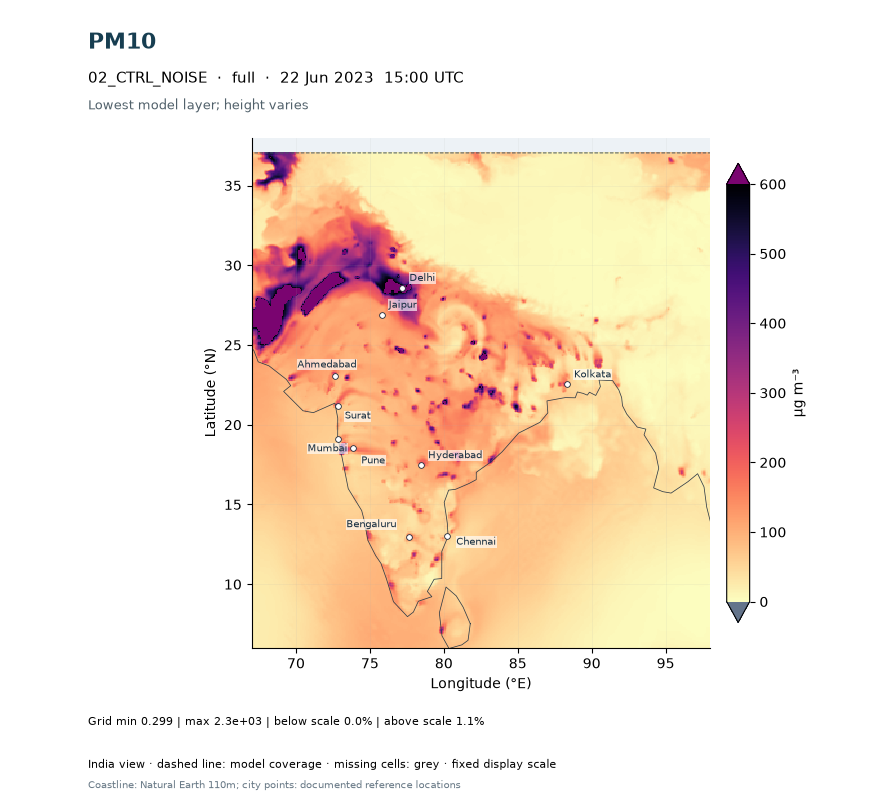 PM10
02_CTRL_NOISE · full · 22 Jun 2023 15:00 UTC
Lowest model layer; height varies
35
30
25
20
15
10
Latitude (°N)
Delhi
Jaipur
Ahmedabad
Kolkata
Surat
Mumbai
Pune
Hyderabad
Bengaluru
Chennai
70
75
80
85
90
95
Longitude (°E)
600
500
400
300
200
100
0
µg m⁻³
Grid min 0.299 | max 2.3e+03 | below scale 0.0% | above scale 1.1%
India view · dashed line: model coverage · missing cells: grey · fixed display scale
Coastline: Natural Earth 110m; city points: documented reference locations